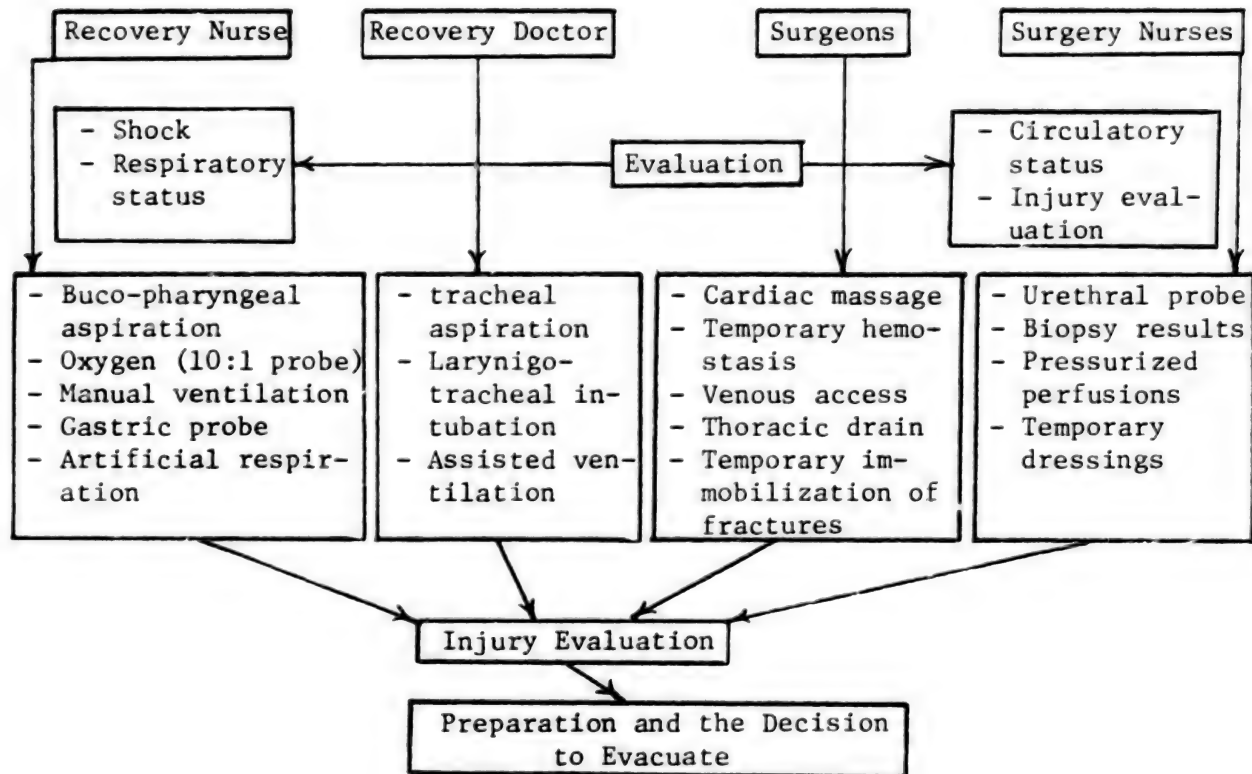 Recovery Nurse
Recovery Doctor
Surgeons
Surgery Nurses
- Shock
- Respiratory
status
Evaluation
- Circulatory
status
- Injury eval-
uation
- Buco-pharyngeal
aspiration
- Oxygen (10:1 probe)
- Manual ventilation
- Gastric probe
- Artificial respir-
ation
- tracheal
aspiration
- Larynigo-
tracheal in-
tubation
- Assisted ven-
tilation
- Cardiac massage
- Temporary hemo-
stasis
- Venous access
- Thoracic drain
- Temporary im-
mobilization of
fractures
- Urethral probe
- Biopsy results
- Pressurized
perfusions
- Temporary
dressings
Injury Evaluation
Preparation and the Decision
to Evacuate